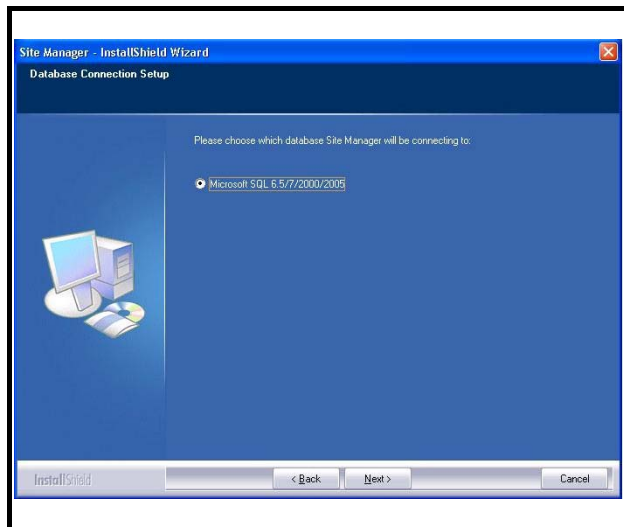 Site Manager - InstallShield Wizard
Database Connection Setup
Please choose which database Site Manager will be connecting to:
Microsoft SQL 6.5/7/2000/2005
InstallShield
< Back
Next >
Cancel